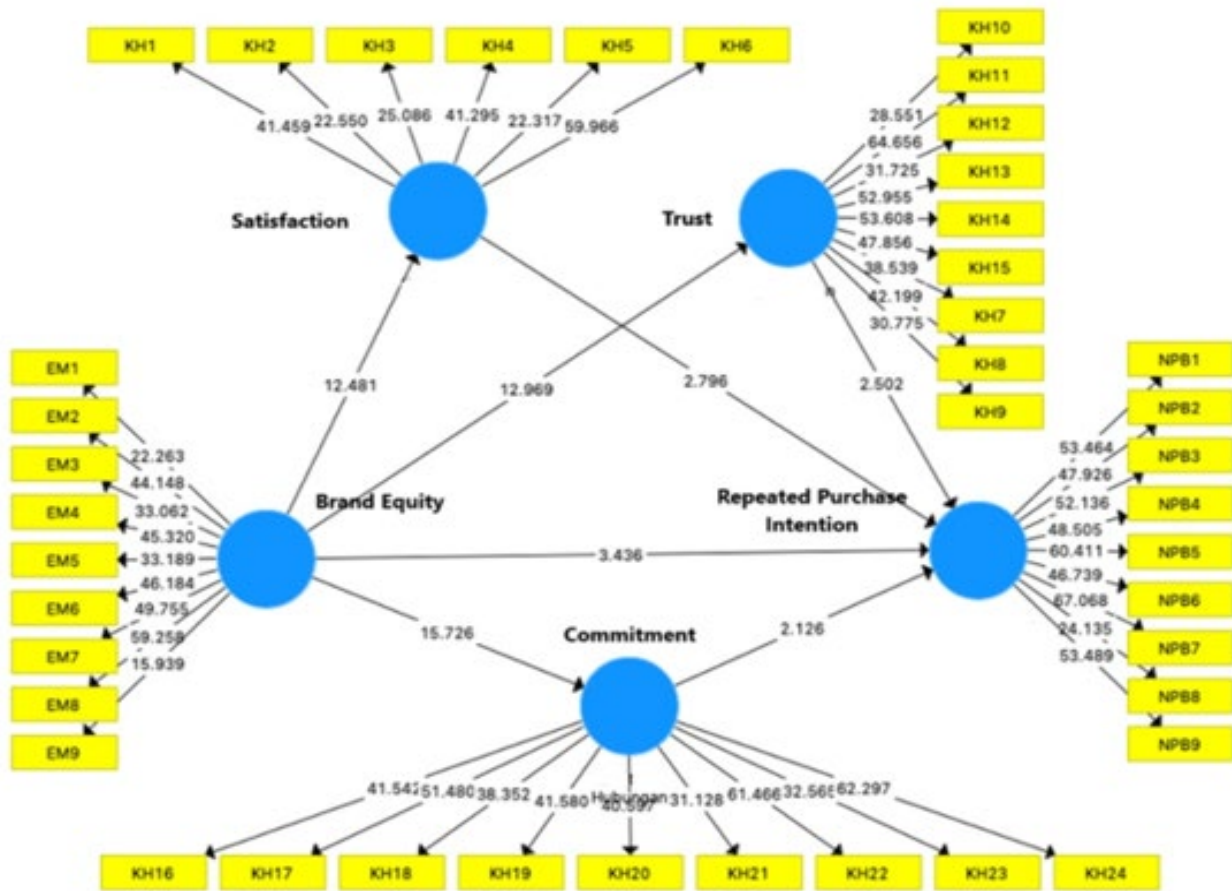 KH1
KH2
KH3
KH4
KH5
KH6
41.459
22.550
25.086
41.295
22.317
59.966
Satisfaction
KH10
KH11
KH12
KH13
KH14
KH15
KH7
KH8
KH9
28.551
64.656
31.725
52.955
53.608
47.856
38.539
42.199
30.775
Trust
12.481
12.969
2.796
2.502
EM1
EM2
EM3
EM4
EM5
EM6
EM7
EM8
EM9
22.263
44.148
33.062
45.320
33.189
46.184
49.755
59.258
15.939
Brand Equity
3.436
Repeated Purchase
Intention
NPB1
NPB2
NPB3
NPB4
NPB5
NPB6
NPB7
NPB8
NPB9
53.464
47.926
52.136
48.505
60.411
46.739
67.068
24.135
53.489
15.726
Commitment
2.126
41.542
51.480
38.352
41.580
Hubungan
40.597
31.128
61.466
32.565
62.297
KH16
KH17
KH18
KH19
KH20
KH21
KH22
KH23
KH24